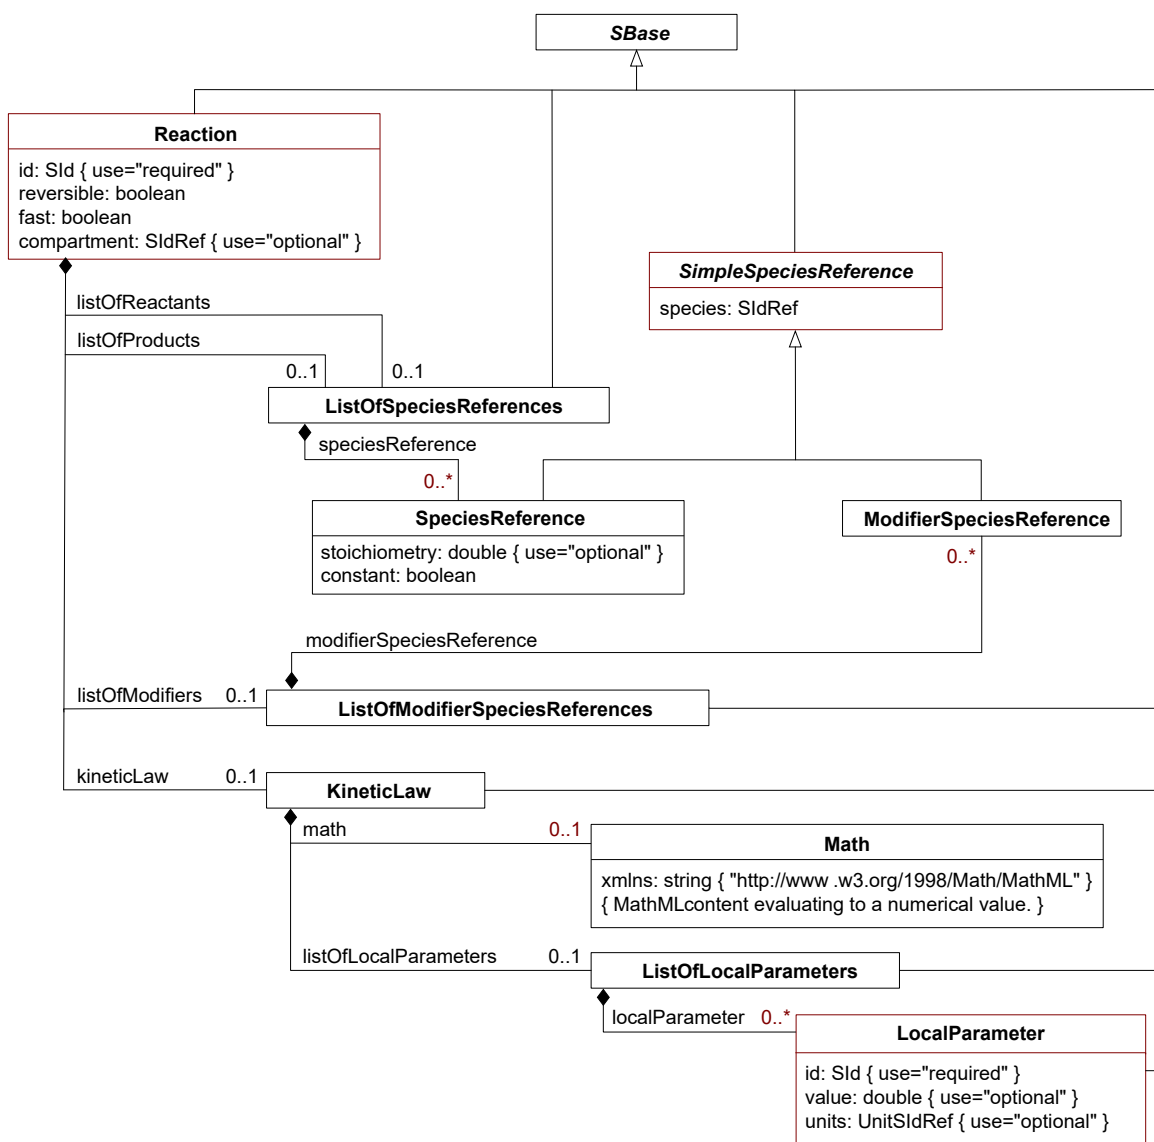 SBase
Reaction
id: SId { use="required" }
reversible: boolean
fast: boolean
compartment: SIdRef { use="optional" }
SimpleSpeciesReference
species: SIdRef
listOfReactants
listOfProducts
0..1
0..1
ListOfSpeciesReferences
speciesReference
0..*
SpeciesReference
stoichiometry: double { use="optional" }
constant: boolean
ModifierSpeciesReference
0..*
modifierSpeciesReference
listOfModifiers 0..1
ListOfModifierSpeciesReferences
kineticLaw 0..1
KineticLaw
math 0..1
Math
xmlns: string { "http://www .w3.org/1998/Math/MathML" }
{ MathMLcontent evaluating to a numerical value. }
listOfLocalParameters 0..1
ListOfLocalParameters
localParameter 0..*
LocalParameter
id: SId { use="required" }
value: double { use="optional" }
units: UnitSIdRef { use="optional" }